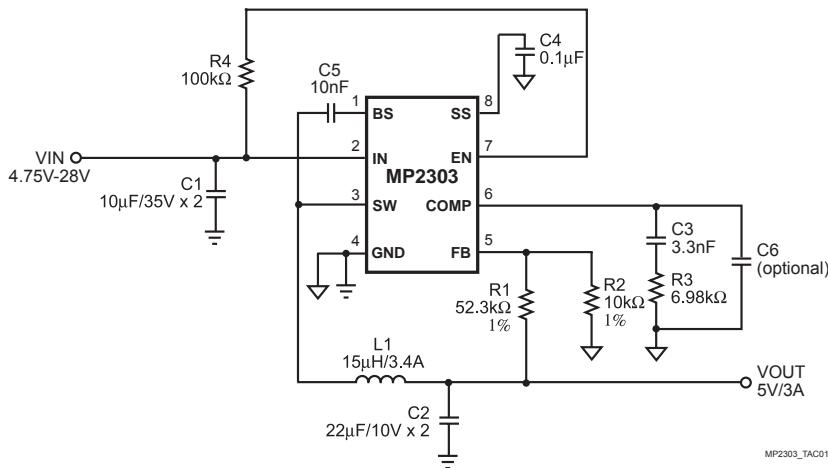 R4
100kΩ
C5
10nF
C4
0.1µF
1
BS
SS
8
VIN
4.75V-28V
2
IN
EN
7
MP2303
C1
10µF/35V x 2
3
SW
COMP
6
4
GND
FB
5
C3
3.3nF
C6
(optional)
R1
52.3kΩ
1%
R2
10kΩ
1%
R3
6.98kΩ
L1
15µH/3.4A
VOUT
5V/3A
C2
22µF/10V x 2
MP2303_TAC01